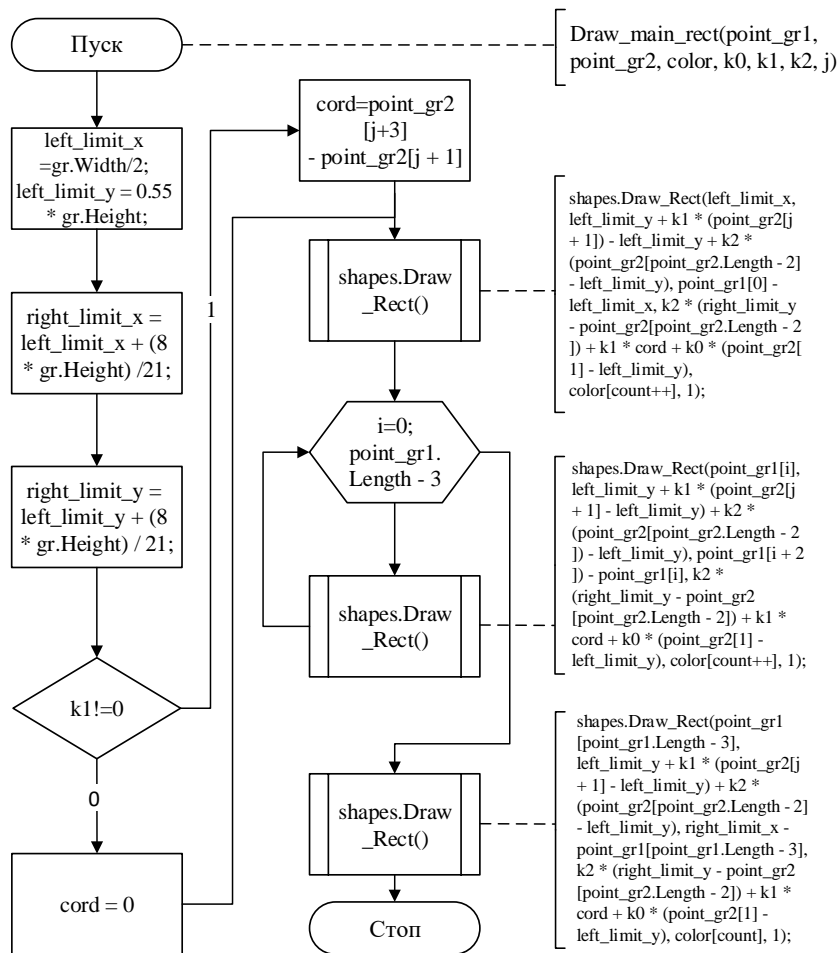 Пуск
Draw_main_rect(point_gr1,
point_gr2, color, k0, k1, k2, j)
left_limit_x
=gr.Width/2;
left_limit_y = 0.55
* gr.Height;
right_limit_x =
left_limit_x + (8
* gr.Height) /21;
right_limit_y =
left_limit_y + (8
* gr.Height) / 21;
k1!=0
1
0
cord = 0
cord=point_gr2
[j+3]
- point_gr2[j + 1]
shapes.Draw
_Rect()
shapes.Draw_Rect(left_limit_x,
left_limit_y + k1 * (point_gr2[j
+ 1]) - left_limit_y + k2 *
(point_gr2[point_gr2.Length - 2]
- left_limit_y), point_gr1[0] -
left_limit_x, k2 * (right_limit_y
- point_gr2[point_gr2.Length - 2
]) + k1 * cord + k0 * (point_gr2[
1] - left_limit_y),
color[count++], 1);
i=0;
point_gr1.
Length - 3
shapes.Draw
_Rect()
shapes.Draw_Rect(point_gr1[i],
left_limit_y + k1 * (point_gr2[j
+ 1] - left_limit_y) + k2 *
(point_gr2[point_gr2.Length - 2
]) - left_limit_y), point_gr1[i + 2
]) - point_gr1[i], k2 *
(right_limit_y - point_gr2
[point_gr2.Length - 2]) + k1 *
cord + k0 * (point_gr2[1] -
left_limit_y), color[count++], 1);
shapes.Draw
_Rect()
shapes.Draw_Rect(point_gr1
[point_gr1.Length - 3],
left_limit_y + k1 * (point_gr2[j
+ 1] - left_limit_y) + k2 *
(point_gr2[point_gr2.Length - 2]
- left_limit_y), right_limit_x -
point_gr1[point_gr1.Length - 3],
k2 * (right_limit_y - point_gr2
[point_gr2.Length - 2]) + k1 *
cord + k0 * (point_gr2[1] -
left_limit_y), color[count], 1);
Стоп